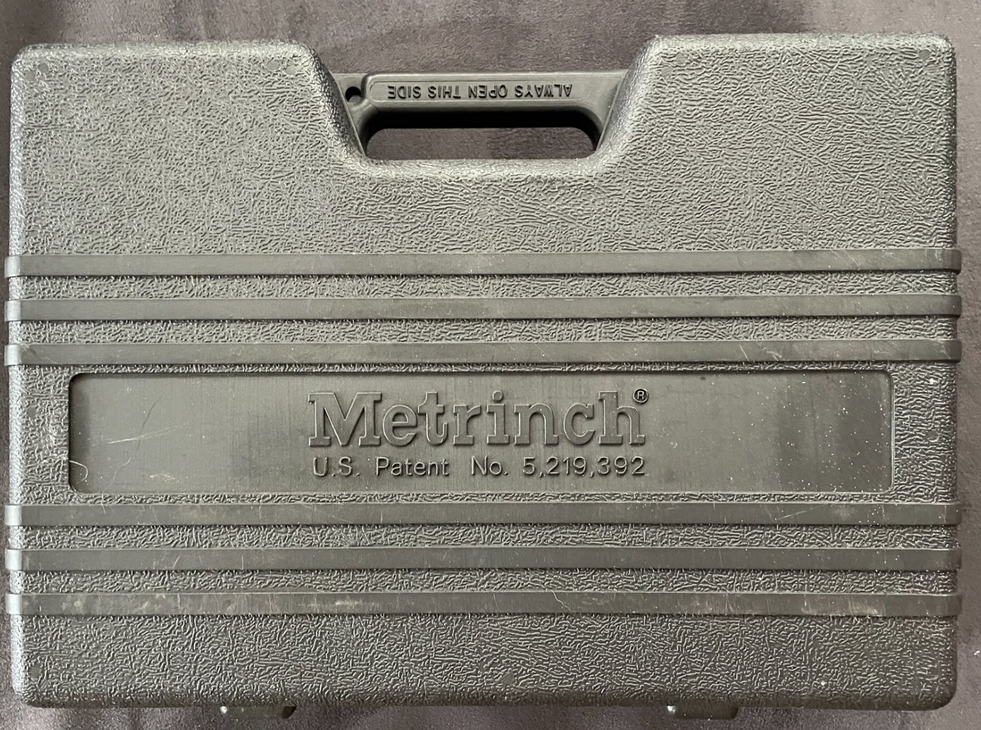 ALWAYS OPEN THIS SIDE
Metrinch®
U.S. Patent No. 5,219,392